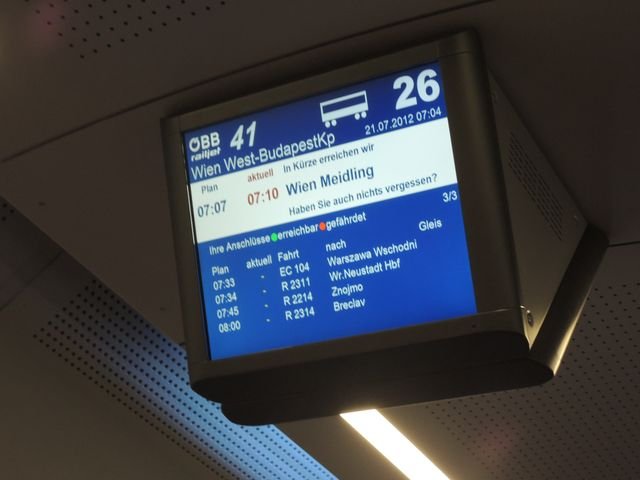 ÖBB railjet 41 26
Wien West-BudapestKp 21.07.2012 07:04
Plan aktuell In Kürze erreichen wir
07:07 07:10 Wien Meidling
Haben Sie auch nichts vergessen?
3/3
Ihre Anschlüsse erreichbar gefährdet
Plan aktuell Fahrt nach Gleis
07:33 - EC 104 Warszawa Wschodni
07:34 - R 2311 Wr.Neustadt Hbf
07:45 - R 2214 Znojmo
08:00 - R 2314 Breclav